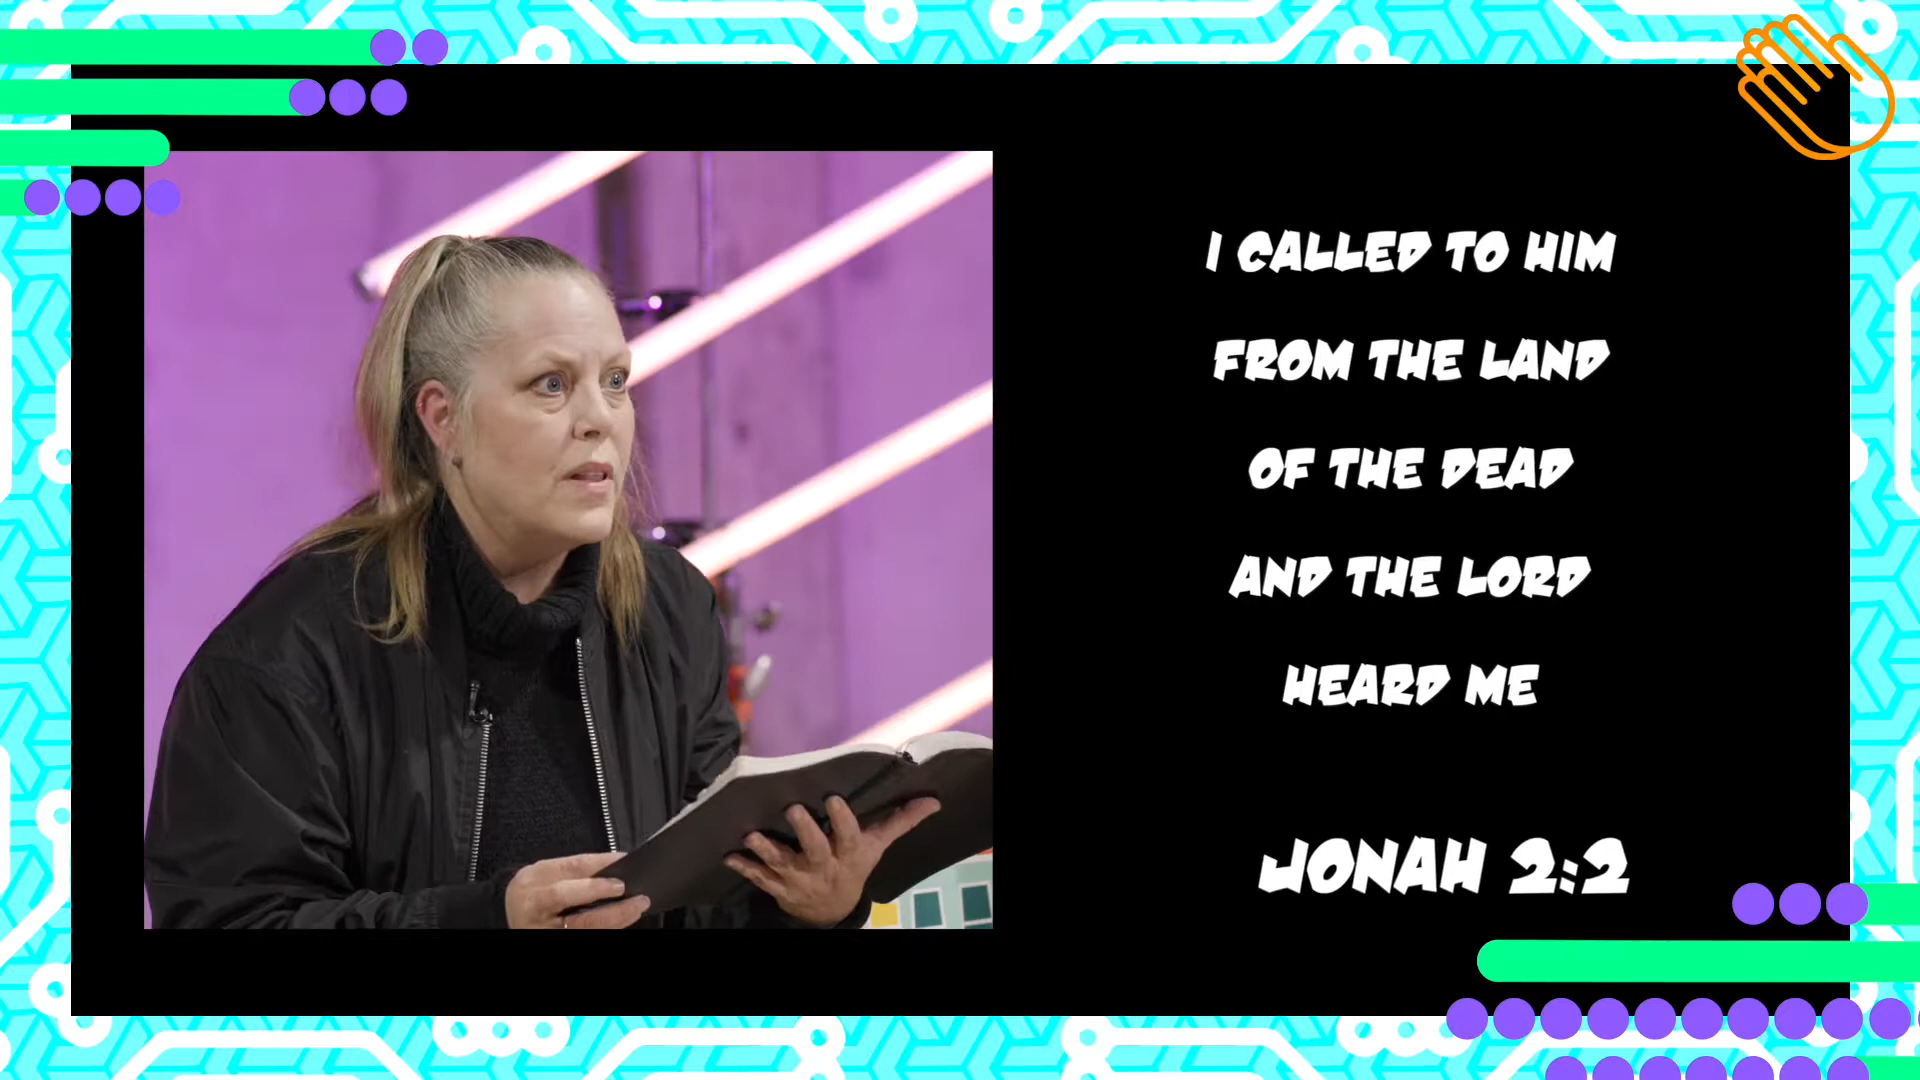 I CALLED TO HIM
FROM THE LAND
OF THE DEAD
AND THE LORD
HEARD ME
JONAH 2:2